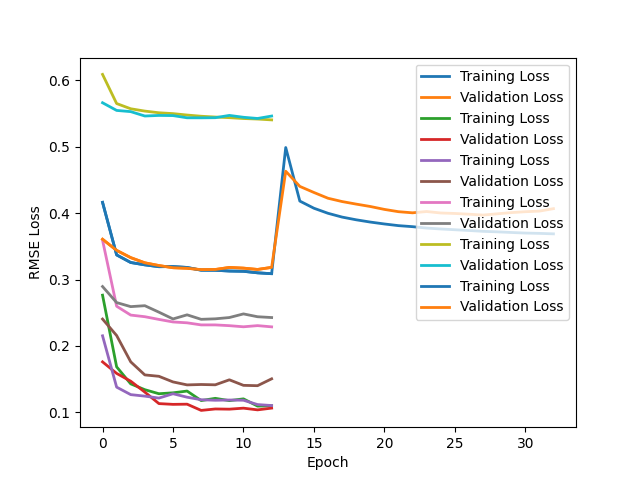 Training Loss
Validation Loss
Training Loss
Validation Loss
Training Loss
Validation Loss
Training Loss
Validation Loss
Training Loss
Validation Loss
Training Loss
Validation Loss
0.6
0.5
0.4
0.3
0.2
0.1
RMSE Loss
0 5 10 15 20 25 30
Epoch